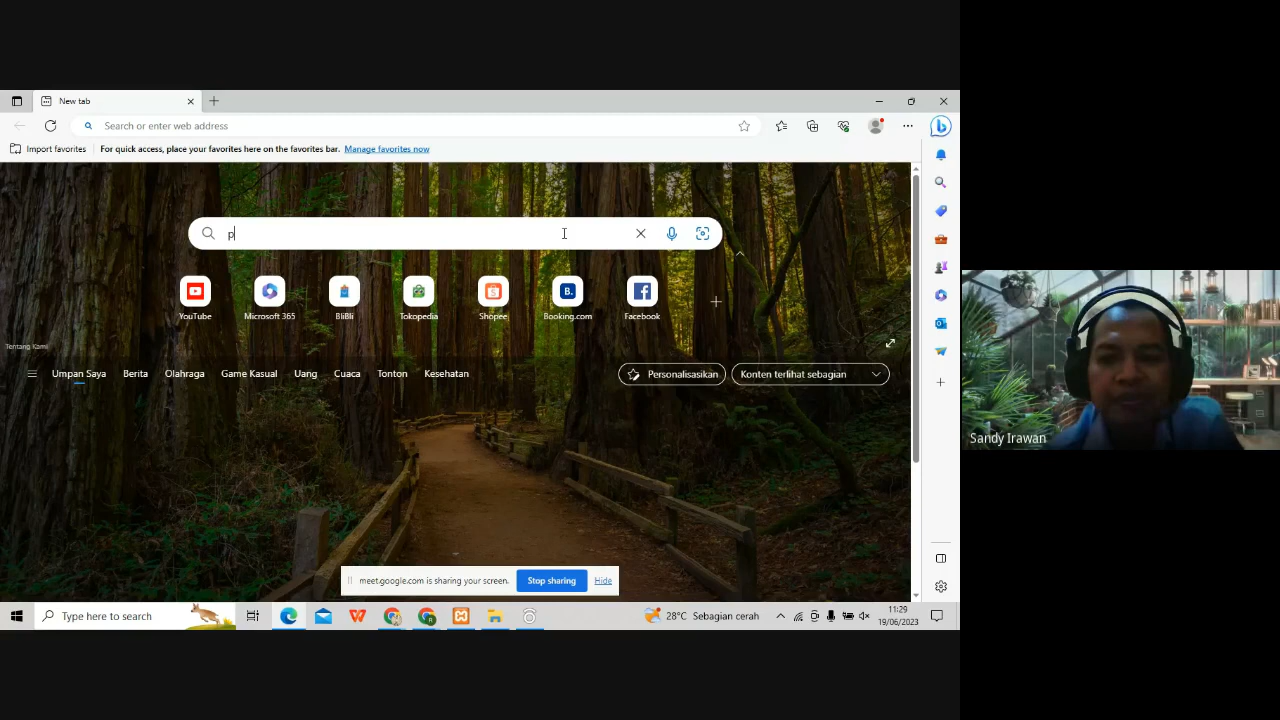 New tab
Search or enter web address
Import favorites
For quick access, place your favorites here on the favorites bar. Manage favorites now
p
YouTube
Microsoft 365
BliBli
Tokopedia
Shopee
B.
Booking.com
Facebook
Tentang Kami
Umpan Saya
Berita
Olahraga
Game Kasual
Uang
Cuaca
Tonton
Kesehatan
Personalisasikan
Konten terlihat sebagian
Sandy Irawan
meet.google.com is sharing your screen.
Stop sharing
Hide
Type here to search
28°C Sebagian cerah
11:29
19/06/2023